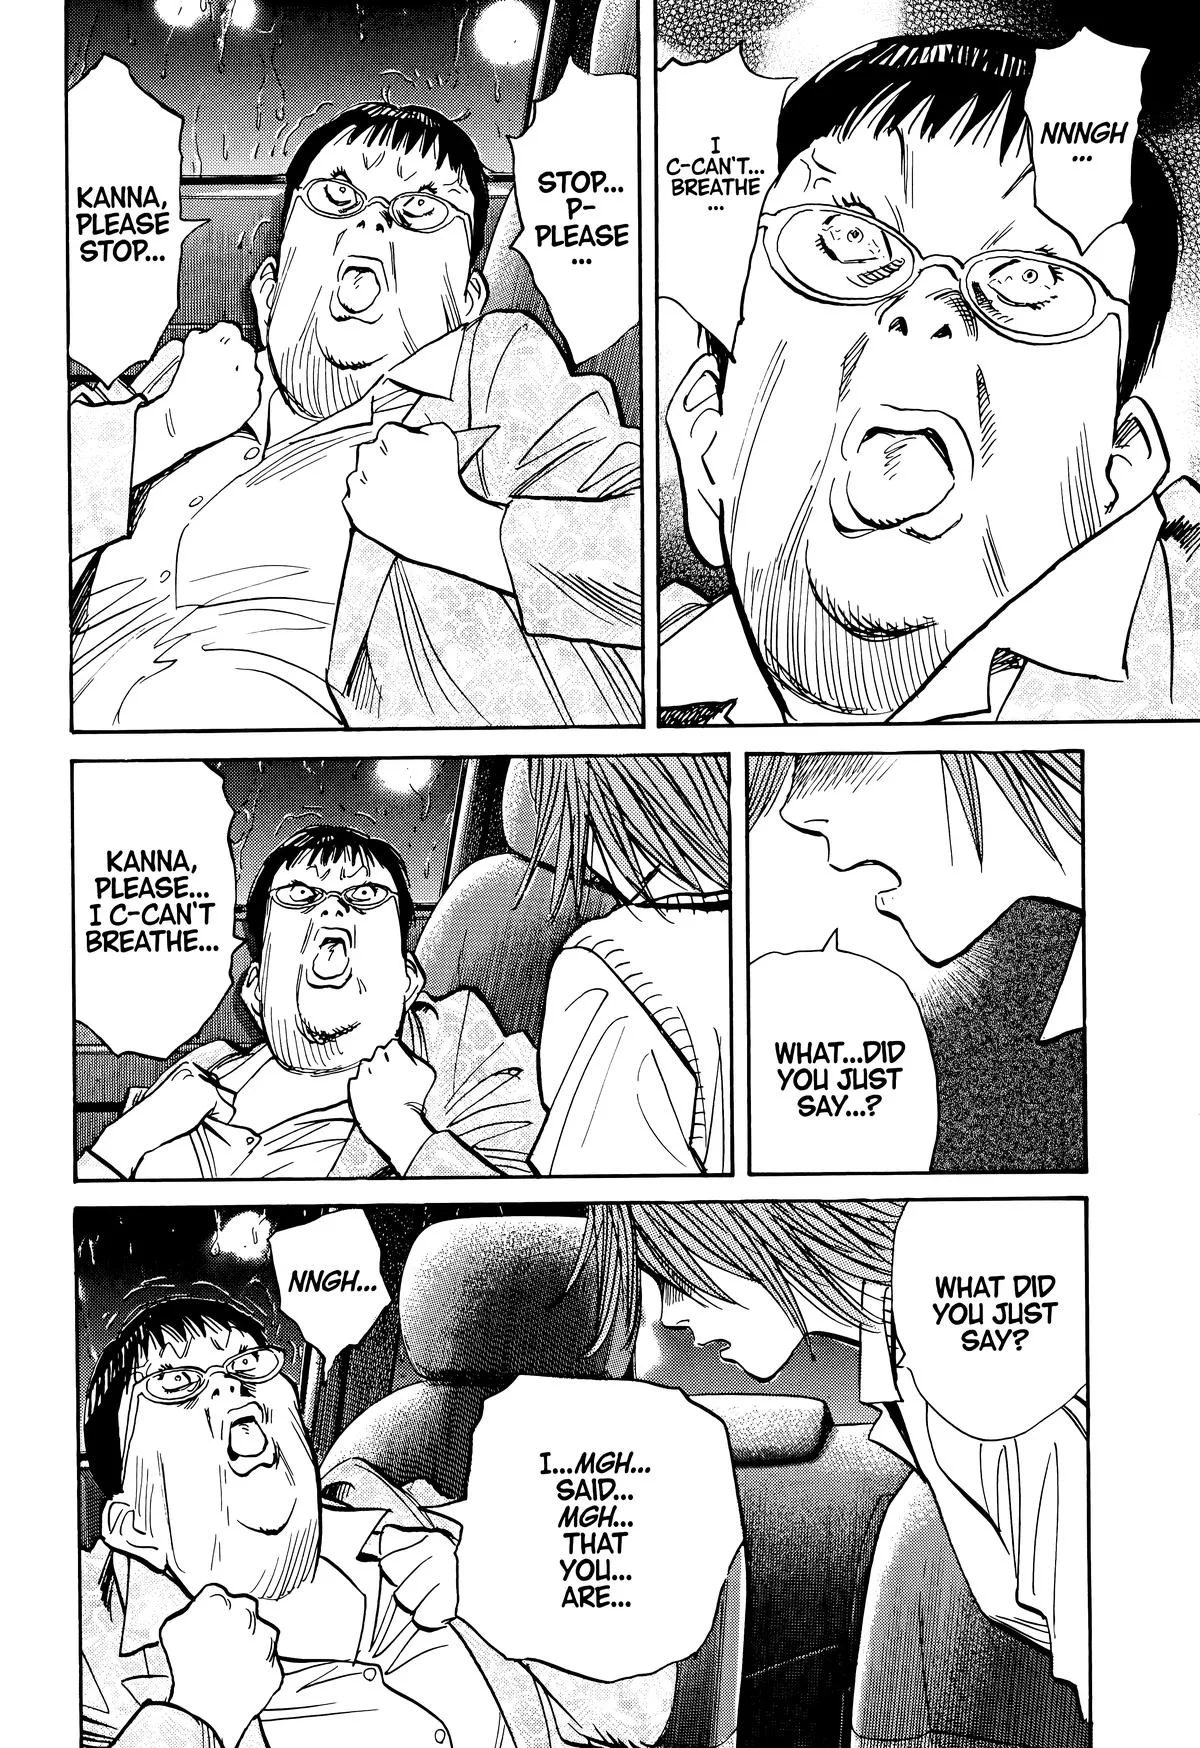 NNNGH
...
I
C-CAN'T...
BREATHE
...
STOP...
P-
PLEASE
...
KANNA,
PLEASE
STOP...
WHAT...DID
YOU JUST
SAY...?
KANNA,
PLEASE...
I C-CAN'T
BREATHE...
WHAT DID
YOU JUST
SAY?
NNGH...
I...MGH...
SAID...
MGH...
THAT
YOU...
ARE...